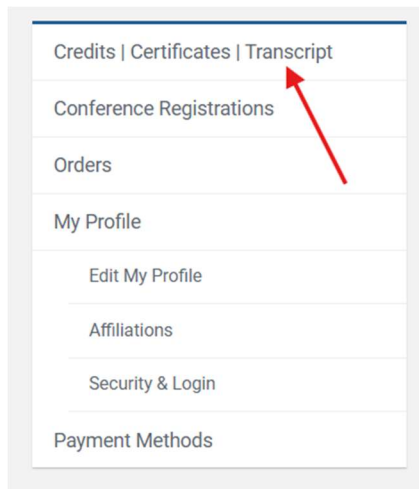 Credits | Certificates | Transcript
Conference Registrations
Orders
My Profile
Edit My Profile
Affiliations
Security & Login
Payment Methods